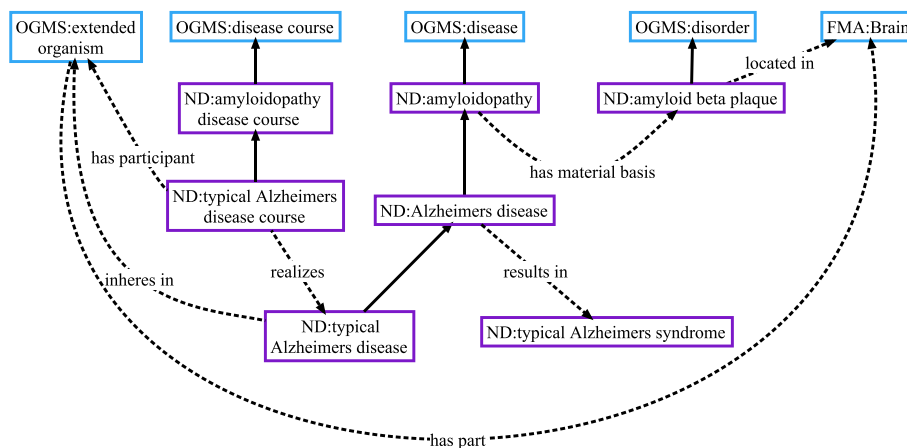 OGMS:extended
organism
OGMS:disease course
OGMS:disease
OGMS:disorder
FMA:Brain
located in
ND:amyloidopathy
disease course
ND:amyloidopathy
ND:amyloid beta plaque
has participant
has material basis
ND:typical Alzheimers
disease course
ND:Alzheimers disease
inheres in
realizes
results in
ND:typical
Alzheimers disease
ND:typical Alzheimers syndrome
has part